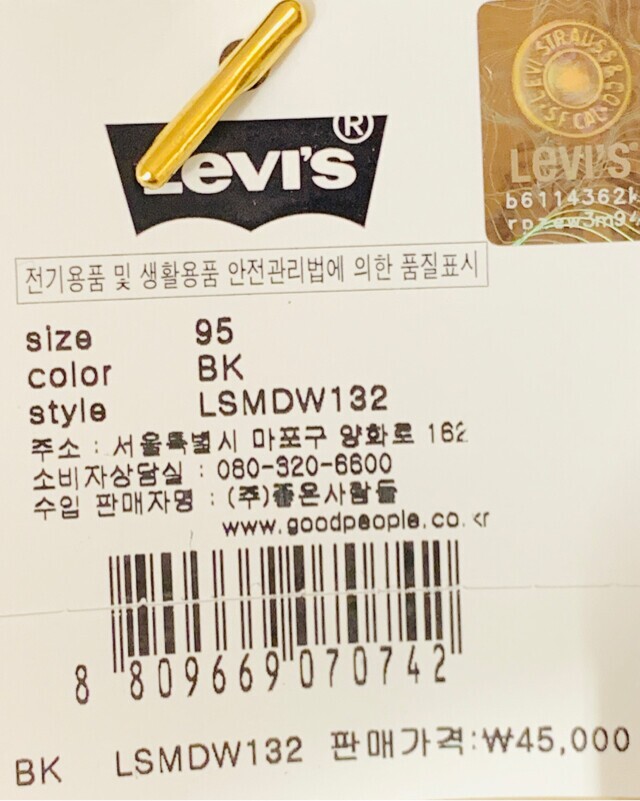 LEVI STRAUSS & CO.
S.F CAL
Levi's®
LEVI'S
b6114362k
전기용품 및 생활용품 안전관리법에 의한 품질표시
size 95
color BK
style LSMDW132
주소 : 서울특별시 마포구 양화로 162
소비자상담실 : 080-320-6600
수입 판매자명 : (주)좋은사람들
www.goodpeople.co.kr
8 809669 070742
BK LSMDW132 판매가격:₩45,000